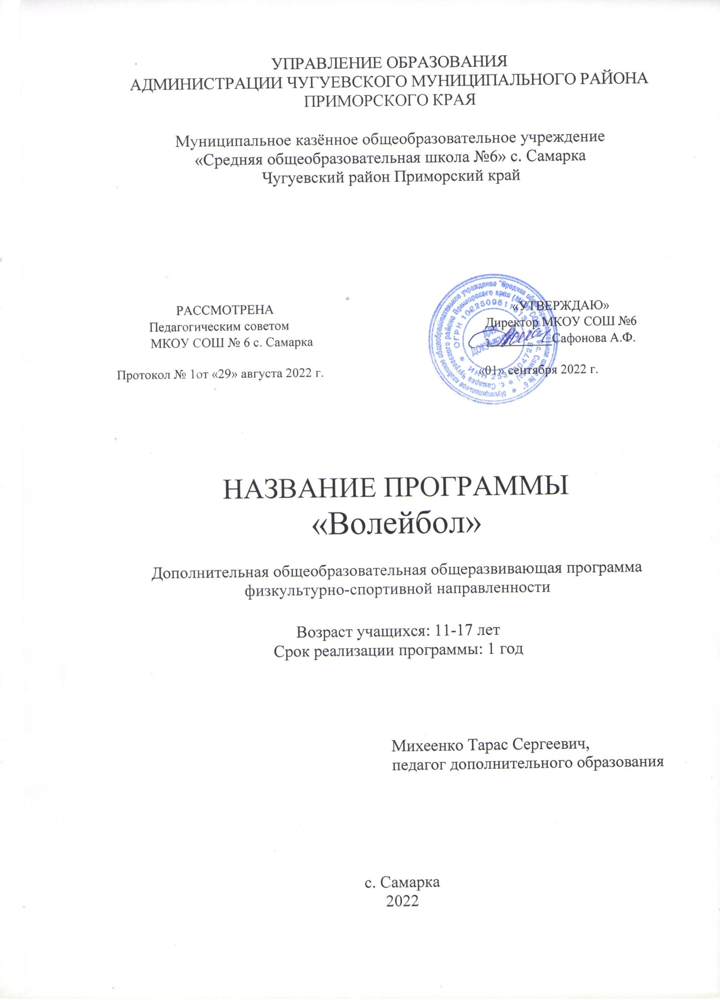 УПРАВЛЕНИЕ ОБРАЗОВАНИЯ
АДМИНИСТРАЦИИ ЧУГУЕВСКОГО МУНИЦИПАЛЬНОГО РАЙОНА
ПРИМОРСКОГО КРАЯ
Муниципальное казённое общеобразовательное учреждение
«Средняя общеобразовательная школа №6» с. Самарка
Чугуевский район Приморский край
РАССМОТРЕНА
Педагогическим советом
МКОУ СОШ № 6 с. Самарка
Протокол № 1от «29» августа 2022 г.
«УТВЕРЖДАЮ»
Директор МКОУ СОШ №6
Сафонова А.Ф.
«01» сентября 2022 г.
НАЗВАНИЕ ПРОГРАММЫ
«Волейбол»
Дополнительная общеобразовательная общеразвивающая программа
физкультурно-спортивной направленности
Возраст учащихся: 11-17 лет
Срок реализации программы: 1 год
Михеенко Тарас Сергеевич,
педагог дополнительного образования
с. Самарка
2022